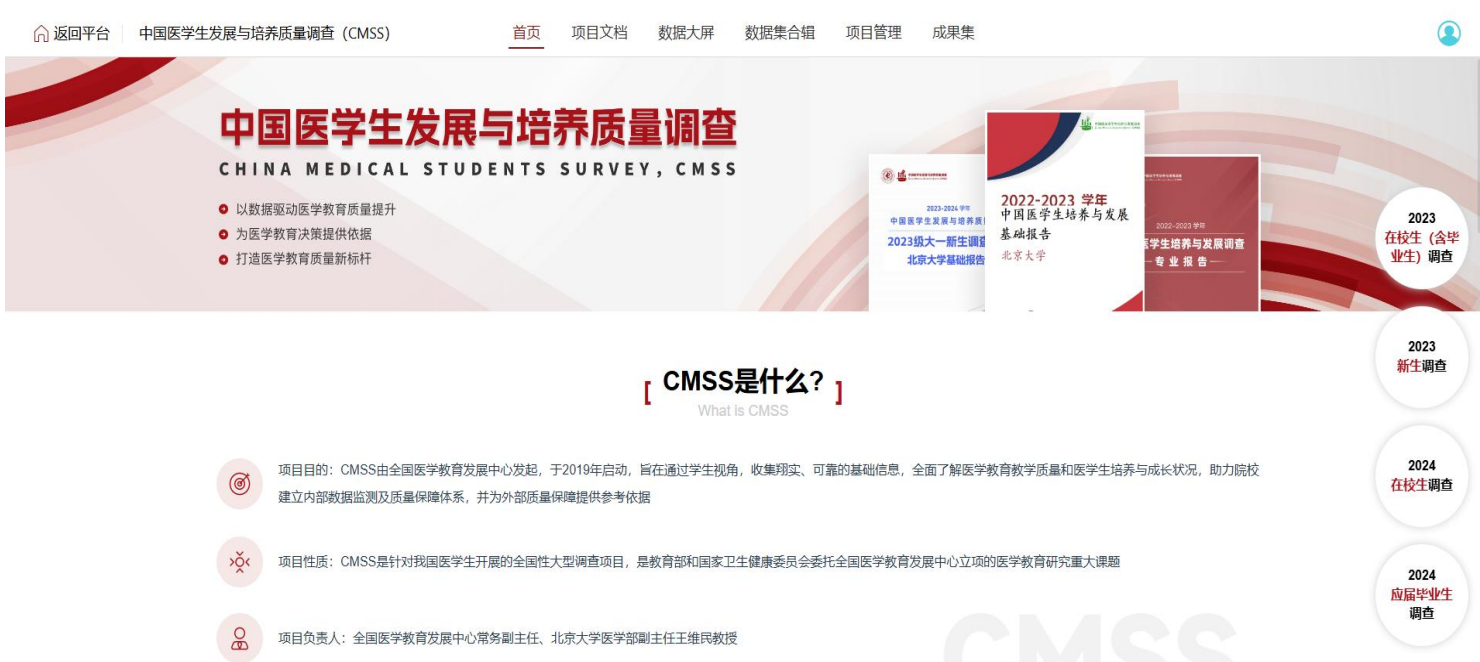 返回平台
中国医学生发展与培养质量调查（CMSS）
首页
项目文档
数据大屏
数据集合辑
项目管理
成果集
中国医学生发展与培养质量调查
CHINA MEDICAL STUDENTS SURVEY, CMSS
以数据驱动医学教育质量提升
为医学教育决策提供依据
打造医学教育质量新标杆
2023-2024 学年
中国医学生发展与培养质
2023级大一新生调查
北京大学基础报告
2022-2023 学年
中国医学生培养与发展
基础报告
北京大学
2022-2023 学年
医学生培养与发展调查
专业报告
2023
在校生（含毕
业生）调查
2023
新生调查
2024
在校生调查
2024
应届毕业生
调查
[ CMSS是什么? ]
What is CMSS
项目目的：CMSS由全国医学教育发展中心发起，于2019年启动，旨在通过学生视角，收集翔实、可靠的基础信息，全面了解医学教育教学质量和医学生培养与成长状况，助力院校
建立内部数据监测及质量保障体系，并为外部质量保障提供参考依据
项目性质：CMSS是针对我国医学生开展的全国性大型调查项目，是教育部和国家卫生健康委员会委托全国医学教育发展中心立项的医学教育研究重大课题
项目负责人：全国医学教育发展中心常务副主任、北京大学医学部副主任王维民教授
CMSS